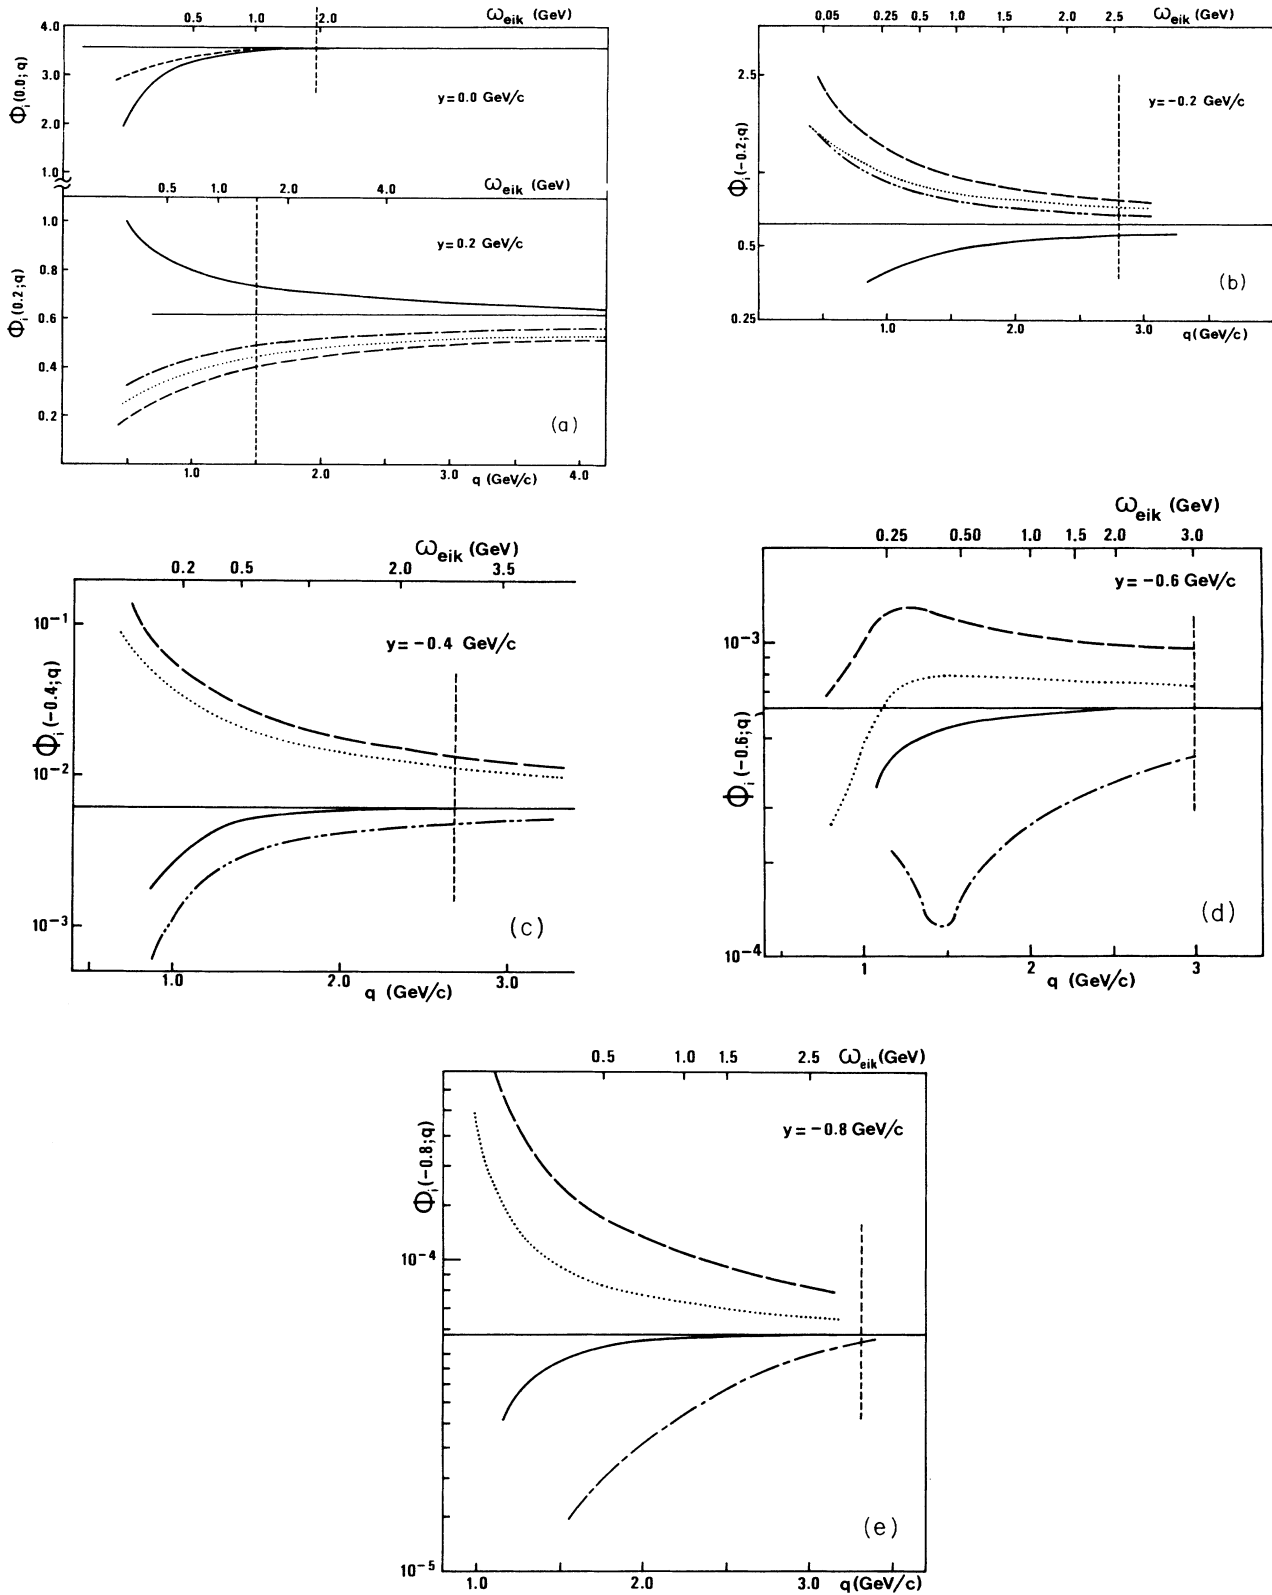 ω_eik (GeV)
0.5 1.0 2.0
4.0
3.0
2.0
1.0
Φ_i(0.0; q)
y=0.0 GeV/c
0.5 1.0 2.0 4.0 ω_eik (GeV)
1.0
0.8
0.6
0.4
0.2
Φ_i(0.2; q)
y=0.2 GeV/c
(a)
1.0 2.0 3.0 4.0
q (GeV/c)
0.05 0.25 0.5 1.0 1.5 2.0 2.5 ω_eik (GeV)
2.5
0.5
0.25
Φ_i(-0.2; q)
y=-0.2 GeV/c
(b)
1.0 2.0 3.0
q(GeV/c)
ω_eik (GeV)
0.2 0.5 2.0 3.5
10⁻¹
10⁻²
10⁻³
Φ_i(-0.4; q)
y=-0.4 GeV/c
(c)
1.0 2.0 3.0
q (GeV/c)
ω_eik (GeV)
0.25 0.50 1.0 1.5 2.0 3.0
10⁻³
10⁻⁴
Φ_i(-0.6; q)
y=-0.6 GeV/c
(d)
1 2 3
q (GeV/c)
0.5 1.0 1.5 2.5 ω_eik(GeV)
10⁻⁴
10⁻⁵
Φ_i(-0.8; q)
y=-0.8 GeV/c
(e)
1.0 2.0 3.0 q(GeV/c)